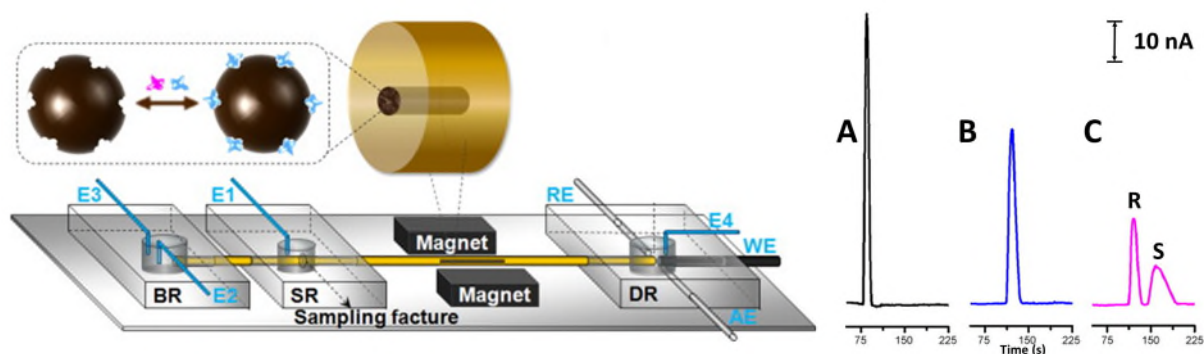 E3
E1
RE
E4
Magnet
WE
BR
E2
SR
Magnet
DR
Sampling facture
AE
10 nA
A
B
C
R
S
75 150 225
75 150 225
75 150 225
Time (s)